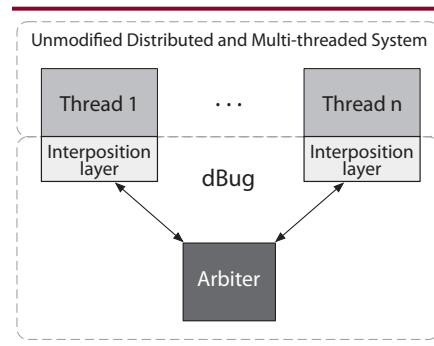 Unmodified Distributed and Multi-threaded System
Thread 1 ... Thread n
Interposition layer Interposition layer
dBug
Arbiter